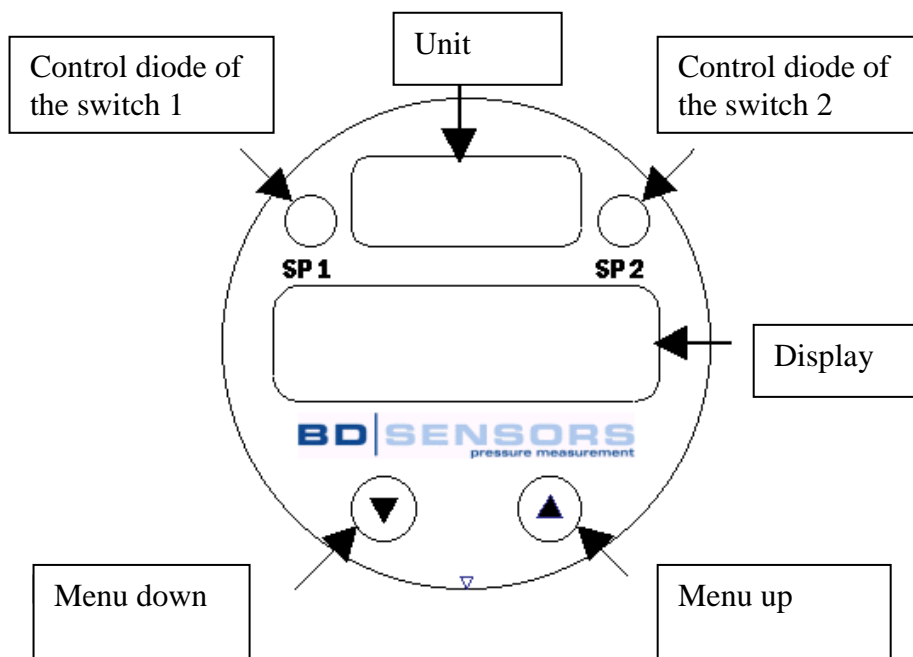 Unit
Control diode of
the switch 1
Control diode of
the switch 2
SP 1
SP 2
Display
BD SENSORS
pressure measurement
Menu down
Menu up